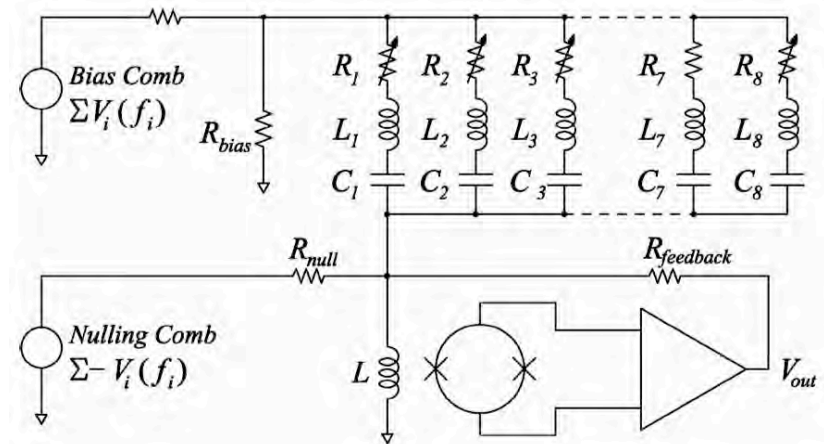 Bias Comb
ΣV_i(f_i)
R_bias
R_1 R_2 R_3 R_7 R_8
L_1 L_2 L_3 L_7 L_8
C_1 C_2 C_3 C_7 C_8
R_null
R_feedback
Nulling Comb
Σ-V_i(f_i)
L
V_out